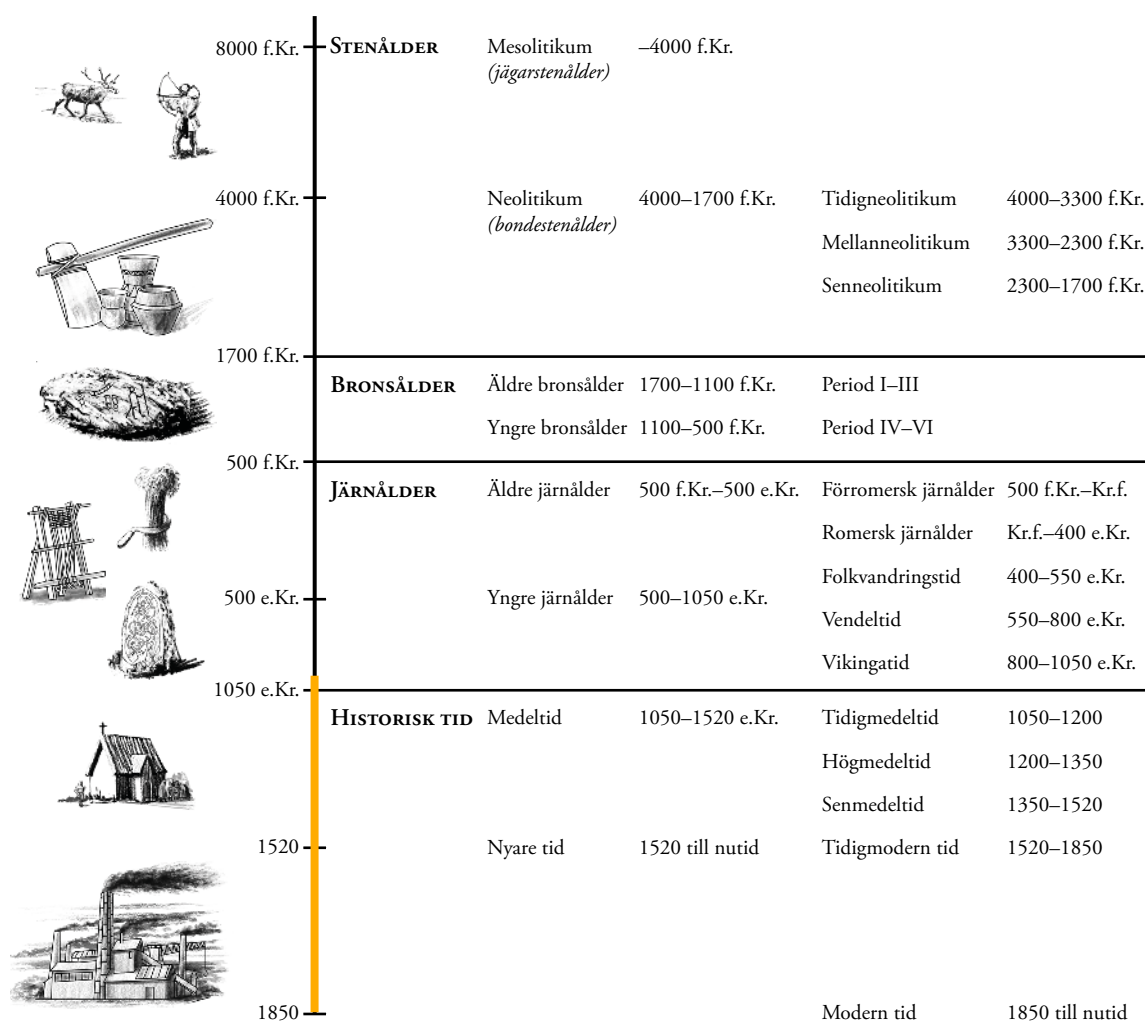 8000 f.Kr. Stenålder Mesolitikum –4000 f.Kr.
(jägarstenålder)
4000 f.Kr. Neolitikum 4000–1700 f.Kr. Tidigneolitikum 4000–3300 f.Kr.
(bondestenålder)
Mellanneolitikum 3300–2300 f.Kr.
Senneolitikum 2300–1700 f.Kr.
1700 f.Kr.
Bronsålder Äldre bronsålder 1700–1100 f.Kr. Period I–III
Yngre bronsålder 1100–500 f.Kr. Period IV–VI
500 f.Kr.
Järnålder Äldre järnålder 500 f.Kr.–500 e.Kr. Förromersk järnålder 500 f.Kr.–Kr.f.
Romersk järnålder Kr.f.–400 e.Kr.
Folkvandringstid 400–550 e.Kr.
500 e.Kr. Yngre järnålder 500–1050 e.Kr.
Vendeltid 550–800 e.Kr.
Vikingatid 800–1050 e.Kr.
1050 e.Kr.
Historisk tid Medeltid 1050–1520 e.Kr. Tidigmedeltid 1050–1200
Högmedeltid 1200–1350
Senmedeltid 1350–1520
1520 Nyare tid 1520 till nutid Tidigmodern tid 1520–1850
1850 Modern tid 1850 till nutid